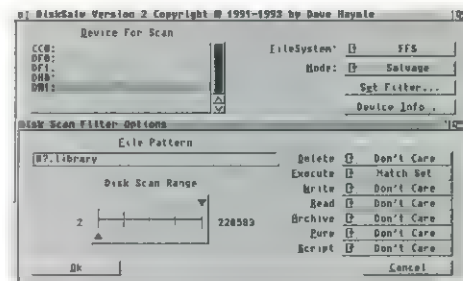 DiskSalv Version 2 Copyright © 1991-1993 by Dave Haynie
Device For Scan
CC0:
DF0:
DF1:
DH0:
DH1:
FileSystem: FFS
Mode: Salvage
Set Filter...
Device Info...
Disk Scan Filter Options
File Pattern
#?.library
Disk Scan Range
2 220583
Delete Don't Care
Execute Match Set
Write Don't Care
Read Don't Care
Archive Don't Care
Pure Don't Care
Script Don't Care
Ok
Cancel